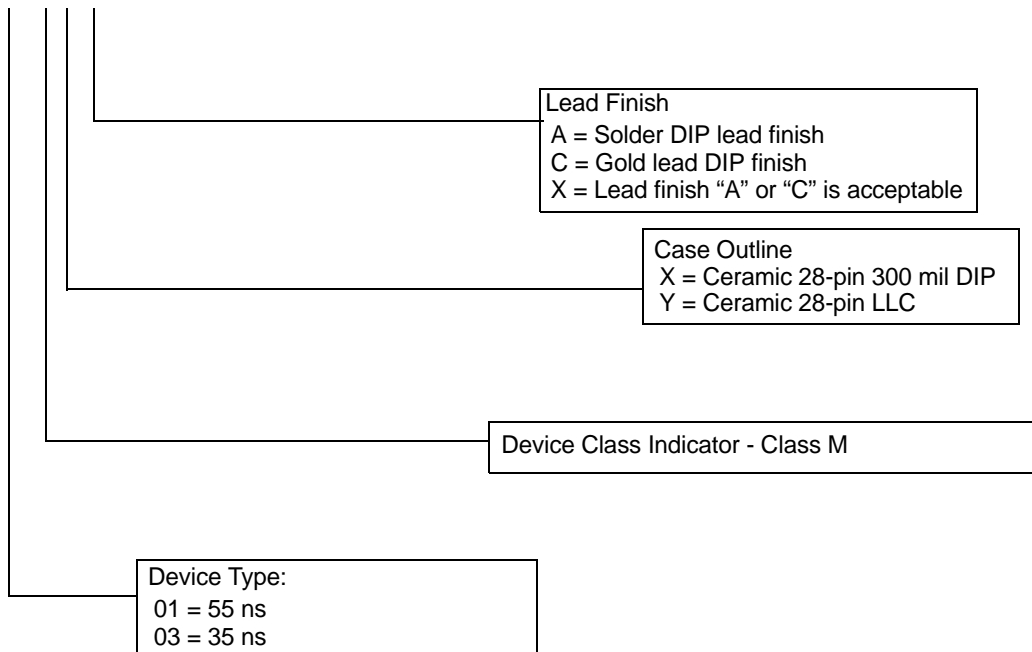 Lead Finish
A = Solder DIP lead finish
C = Gold lead DIP finish
X = Lead finish “A” or “C” is acceptable
Case Outline
X = Ceramic 28-pin 300 mil DIP
Y = Ceramic 28-pin LLC
Device Class Indicator - Class M
Device Type:
01 = 55 ns
03 = 35 ns